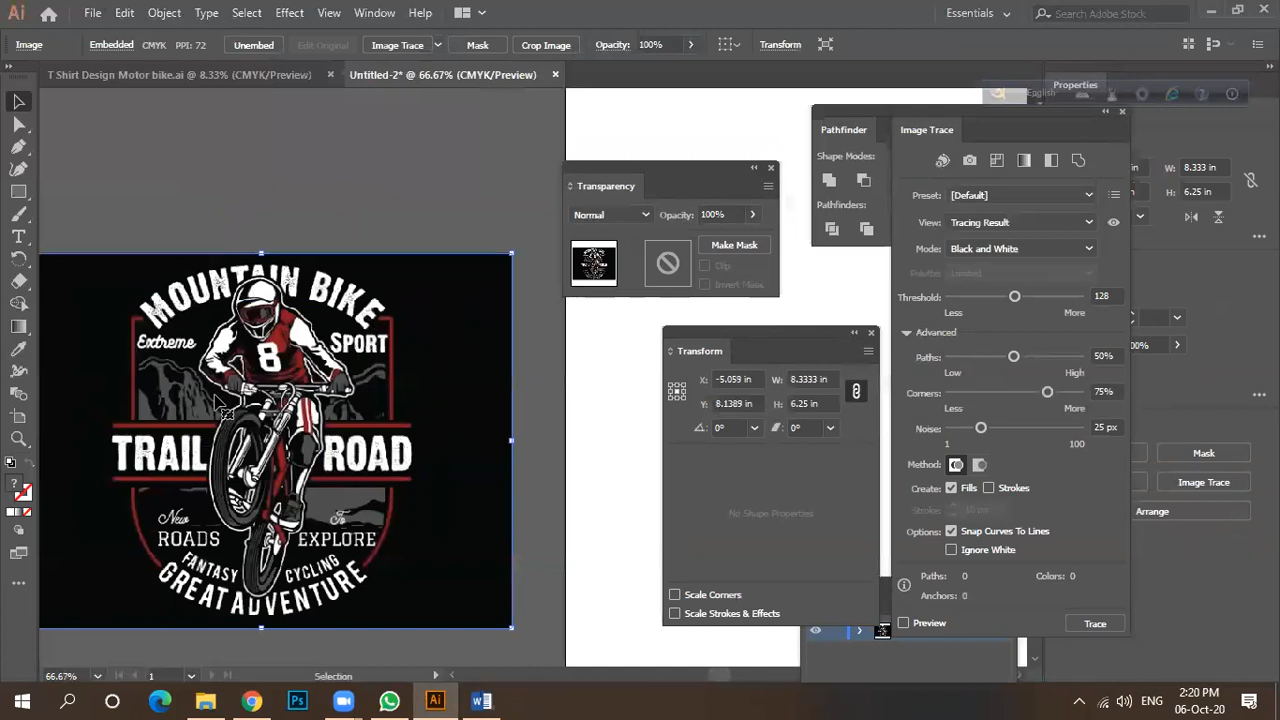 File Edit Object Type Select Effect View Window Help
Essentials
Search Adobe Stock
Image Embedded CMYK PPI: 72 Unembed Edit Original Image Trace Mask Crop Image Opacity: 100% Transform
T Shirt Design Motor bike.ai @ 8.33% (CMYK/Preview) Untitled-2* @ 66.67% (CMYK/Preview)
Properties
English
Pathfinder
Shape Modes:
Pathfinders:
Image Trace
Preset: [Default]
View: Tracing Result
Mode: Black and White
Palette: Limited
Threshold: 128
Less More
Advanced
Paths: 50%
Low High
Corners: 75%
Less More
Noise: 25 px
1 100
Method:
Create: Fills Strokes
Strokes: 10 px
Options: Snap Curves To Lines
Ignore White
Paths: 0 Colors: 0
Anchors: 0
Preview Trace
W: 8.333 in
H: 6.25 in
Mask
Image Trace
Arrange
Transparency
Normal Opacity: 100%
Make Mask
Clip
Invert Mask
Transform
X: -5.059 in W: 8.3333 in
Y: 8.1389 in H: 6.25 in
0° 0°
No Shape Properties
Scale Corners
Scale Strokes & Effects
MOUNTAIN BIKE
Extreme SPORT
8
TRAIL ROAD
New To
ROADS EXPLORE
FANTASY CYCLING
GREAT ADVENTURE
66.67% 1 Selection
ENG 2:20 PM
06-Oct-20